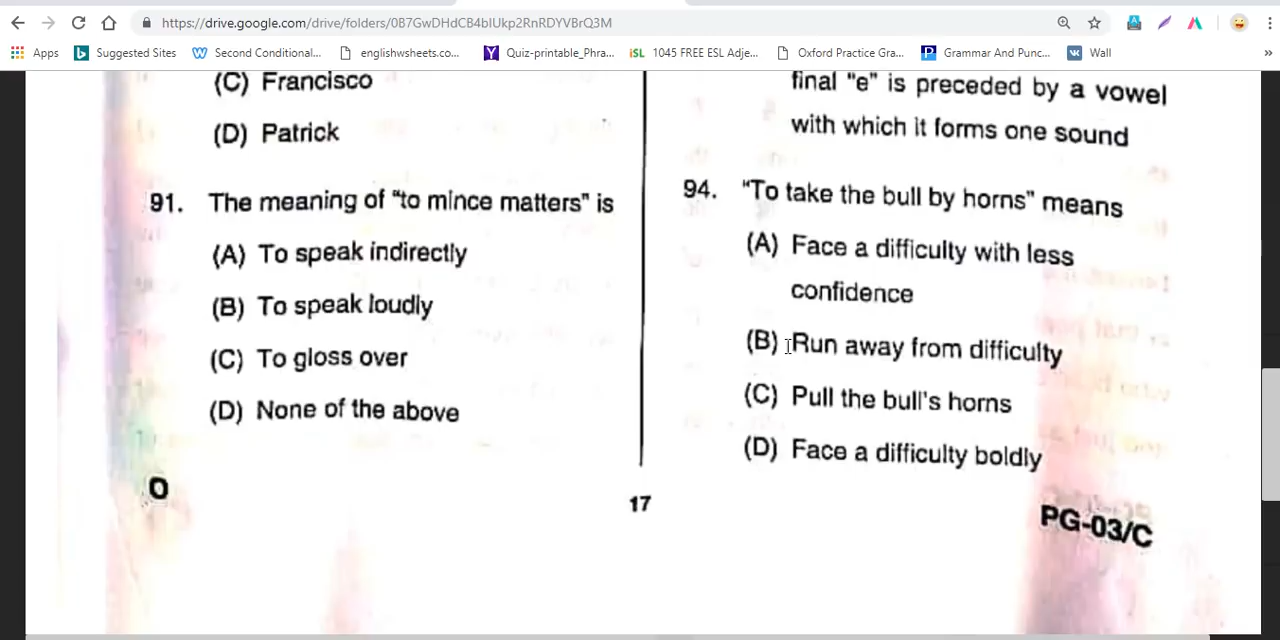 https://drive.google.com/drive/folders/0B7GwDHdCB4bIUkp2RnRDYVBrQ3M
Apps
Suggested Sites
Second Conditional...
englishwsheets.co...
Quiz-printable_Phra...
iSL 1045 FREE ESL Adje...
Oxford Practice Gra...
Grammar And Punc...
Wall
»
(C) Francisco
(D) Patrick
91. The meaning of "to mince matters" is
(A) To speak indirectly
(B) To speak loudly
(C) To gloss over
(D) None of the above
O
final "e" is preceded by a vowel
with which it forms one sound
94. "To take the bull by horns" means
(A) Face a difficulty with less
confidence
(B) Run away from difficulty
(C) Pull the bull's horns
(D) Face a difficulty boldly
17
PG-03/C